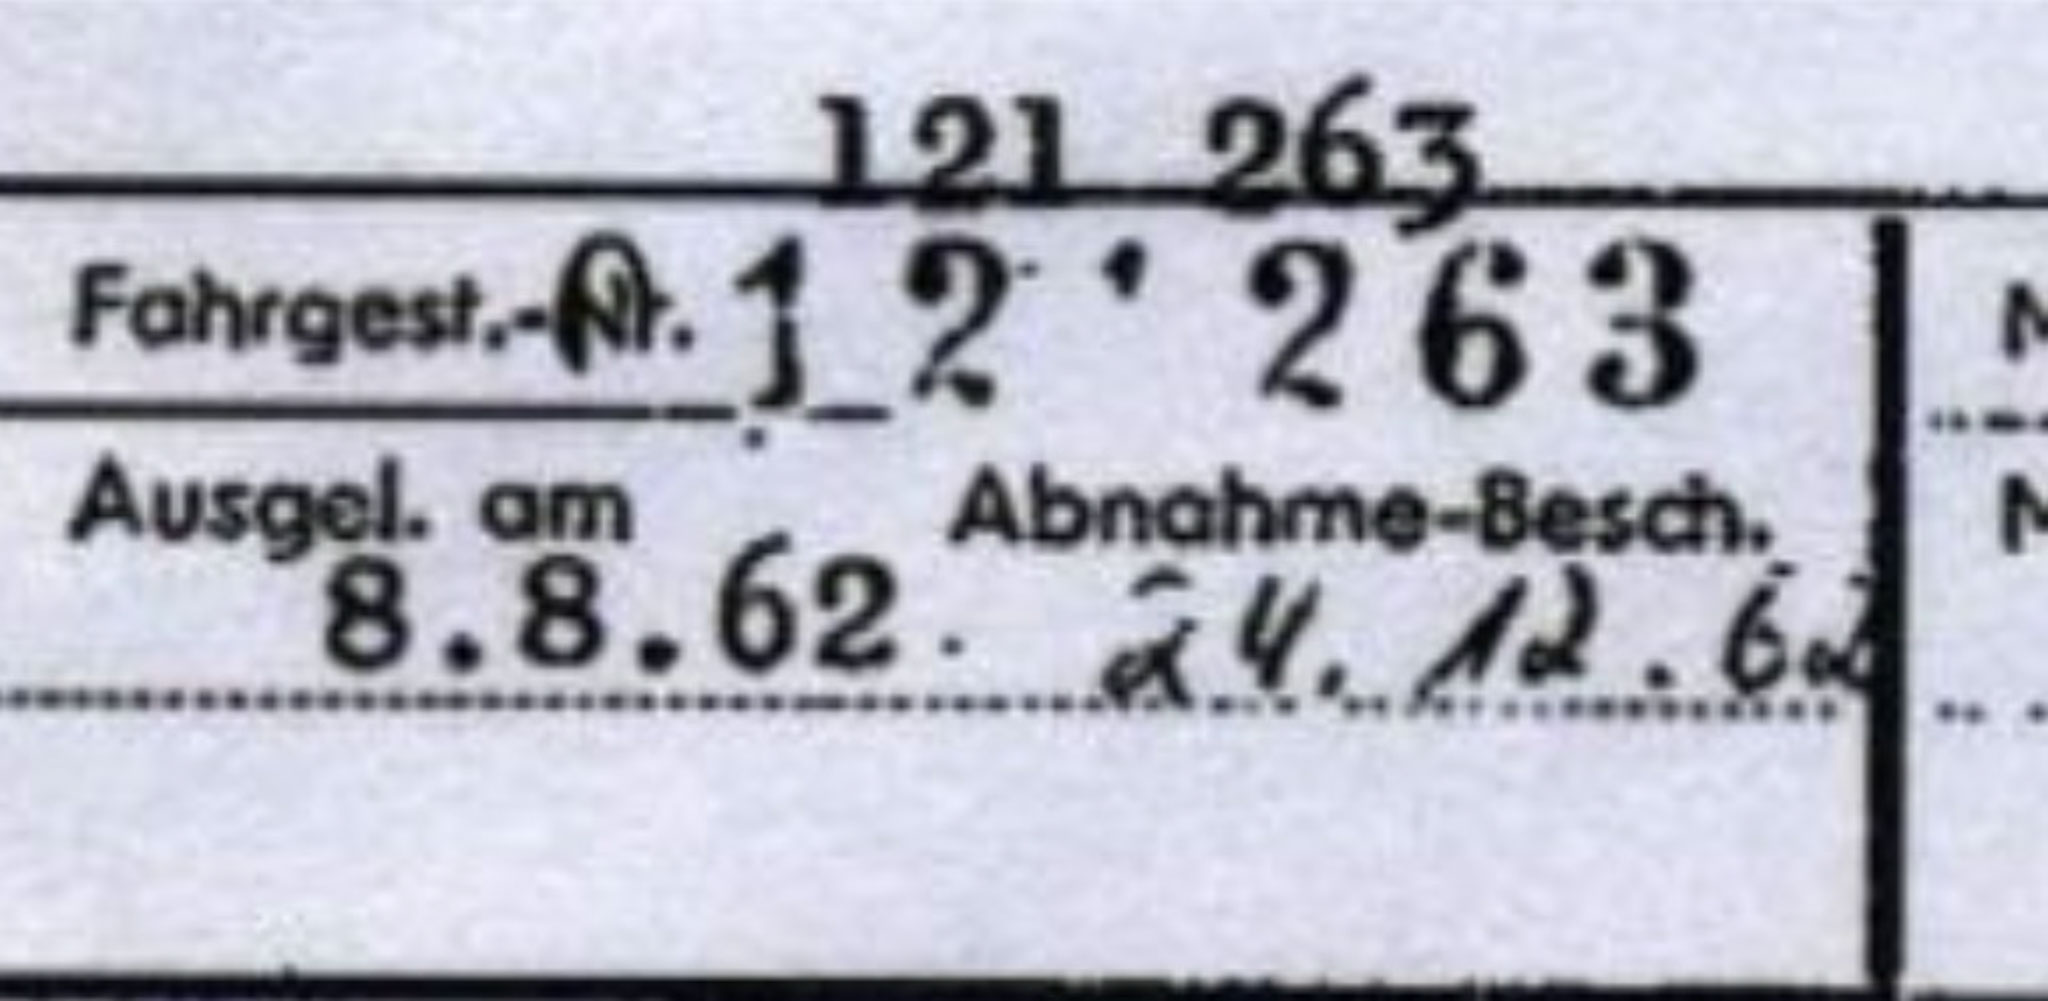 121 263
Fahrgest.-Nr. 12 ' 263
Ausgel. am Abnahme-Besch.
8.8.62. 24. 12. 62